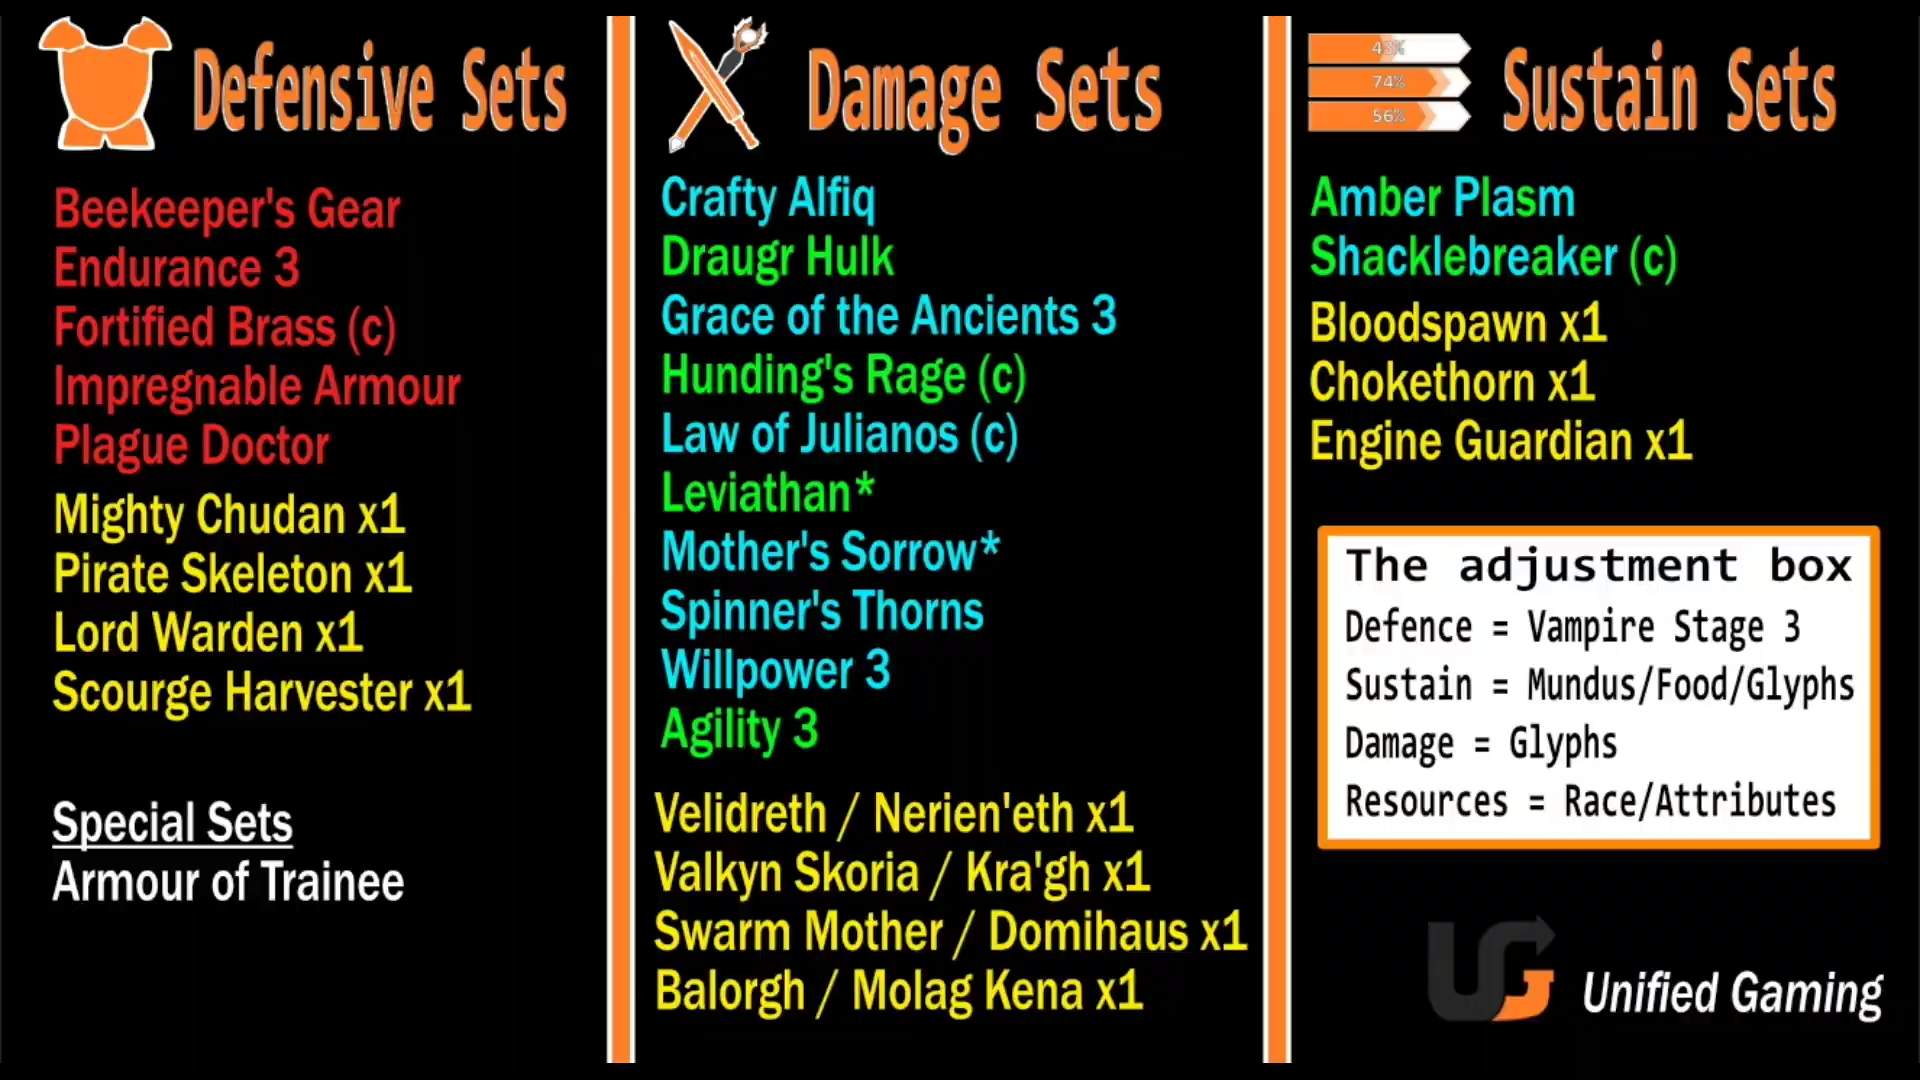 Defensive Sets
Beekeeper's Gear
Endurance 3
Fortified Brass (c)
Impregnable Armour
Plague Doctor
Mighty Chudan x1
Pirate Skeleton x1
Lord Warden x1
Scourge Harvester x1
Special Sets
Armour of Trainee
Damage Sets
Crafty Alfiq
Draugr Hulk
Grace of the Ancients 3
Hunding's Rage (c)
Law of Julianos (c)
Leviathan*
Mother's Sorrow*
Spinner's Thorns
Willpower 3
Agility 3
Velidreth / Nerien'eth x1
Valkyn Skoria / Kra'gh x1
Swarm Mother / Domihaus x1
Balorgh / Molag Kena x1
74%
56%
Sustain Sets
Amber Plasm
Shacklebreaker (c)
Bloodspawn x1
Chokethorn x1
Engine Guardian x1
The adjustment box
Defence = Vampire Stage 3
Sustain = Mundus/Food/Glyphs
Damage = Glyphs
Resources = Race/Attributes
UG
Unified Gaming